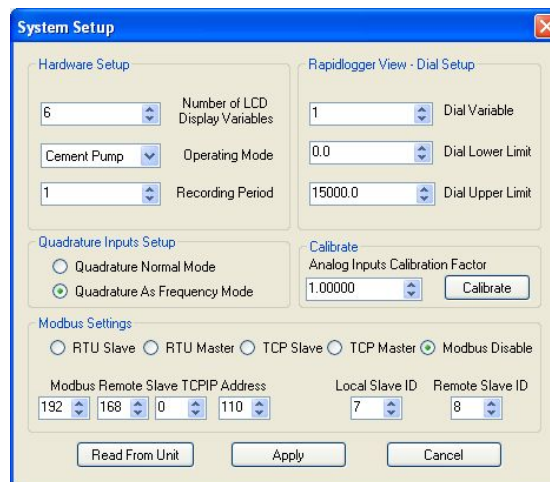 System Setup
Hardware Setup
6
Number of LCD
Display Variables
Cement Pump
Operating Mode
1
Recording Period
Rapidlogger View - Dial Setup
1
Dial Variable
0.0
Dial Lower Limit
15000.0
Dial Upper Limit
Quadrature Inputs Setup
Quadrature Normal Mode
Quadrature As Frequency Mode
Calibrate
Analog Inputs Calibration Factor
1.00000
Calibrate
Modbus Settings
RTU Slave RTU Master TCP Slave TCP Master Modbus Disable
Modbus Remote Slave TCPIP Address
192 168 0 110
Local Slave ID
7
Remote Slave ID
8
Read From Unit Apply Cancel